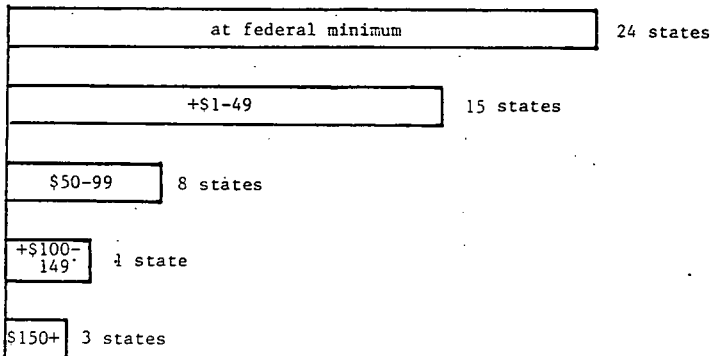 at federal minimum 24 states
+$1-49 15 states
$50-99 8 states
+$100-
149 1 state
$150+ 3 states